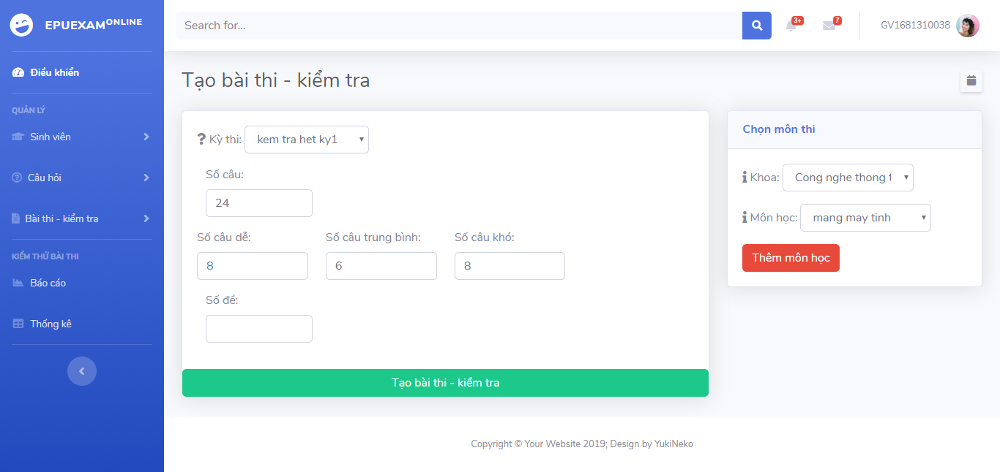 EPUEXAM ONLINE
Điều khiển
QUẢN LÝ
Sinh viên
Câu hỏi
Bài thi - kiểm tra
KIỂM THỬ BÀI THI
Báo cáo
Thống kê
Search for...
3+
7
GV1681310038
Tạo bài thi - kiểm tra
Kỳ thi: kem tra het ky1
Số câu:
24
Số câu dễ: Số câu trung bình: Số câu khó:
8 6 8
Số đề:
Tạo bài thi - kiểm tra
Chọn môn thi
Khoa: Cong nghe thong t
Môn học: mang may tinh
Thêm môn học
Copyright © Your Website 2019; Design by YukiNeko